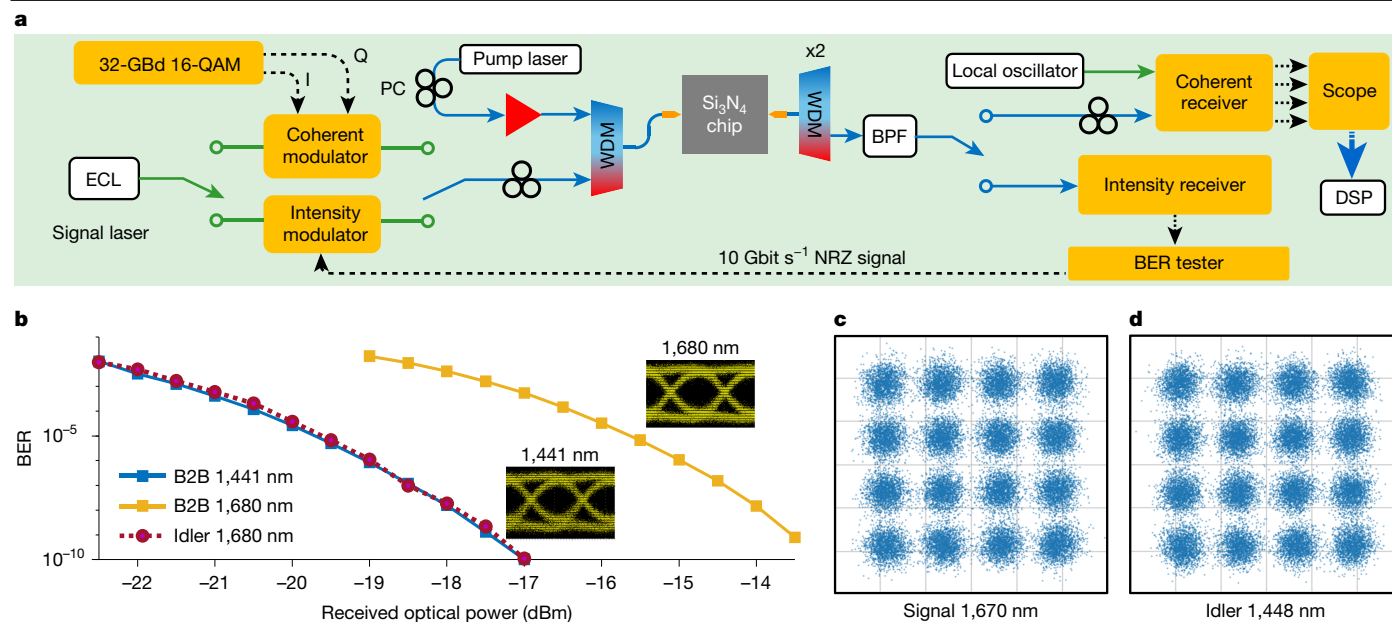 a
32-GBd 16-QAM
Q
I
Coherent
modulator
ECL
Signal laser
Intensity
modulator
PC
Pump laser
WDM
Si₃N₄
chip
x2
WDM
BPF
Local oscillator
Coherent
receiver
Scope
Intensity receiver
DSP
10 Gbit s⁻¹ NRZ signal
BER tester
b
BER
10⁻⁵
10⁻¹⁰
B2B 1,441 nm
B2B 1,680 nm
Idler 1,680 nm
1,680 nm
1,441 nm
–22 –21 –20 –19 –18 –17 –16 –15 –14
Received optical power (dBm)
c
Signal 1,670 nm
d
Idler 1,448 nm